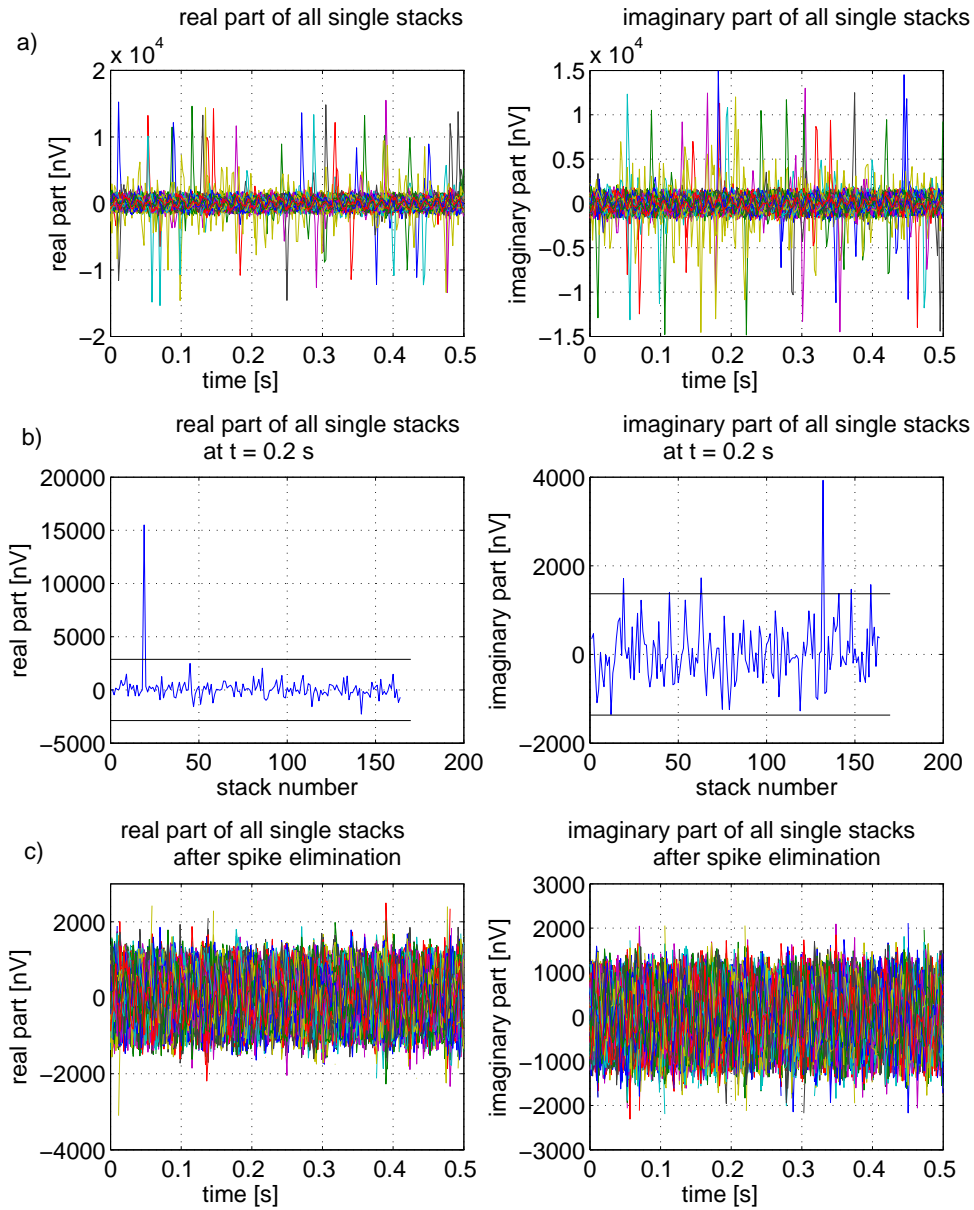 a)
real part of all single stacks
x 10^4
real part [nV]
2
1
0
−1
−2
0 0.1 0.2 0.3 0.4 0.5
time [s]
imaginary part of all single stacks
x 10^4
imaginary part [nV]
1.5
1
0.5
0
−0.5
−1
−1.5
0 0.1 0.2 0.3 0.4 0.5
time [s]
b)
real part of all single stacks
at t = 0.2 s
real part [nV]
20000
15000
10000
5000
0
−5000
0 50 100 150 200
stack number
imaginary part of all single stacks
at t = 0.2 s
imaginary part [nV]
4000
2000
0
−2000
0 50 100 150 200
stack number
c)
real part of all single stacks
after spike elimination
real part [nV]
2000
0
−2000
−4000
0 0.1 0.2 0.3 0.4 0.5
time [s]
imaginary part of all single stacks
after spike elimination
imaginary part [nV]
3000
2000
1000
0
−1000
−2000
−3000
0 0.1 0.2 0.3 0.4 0.5
time [s]